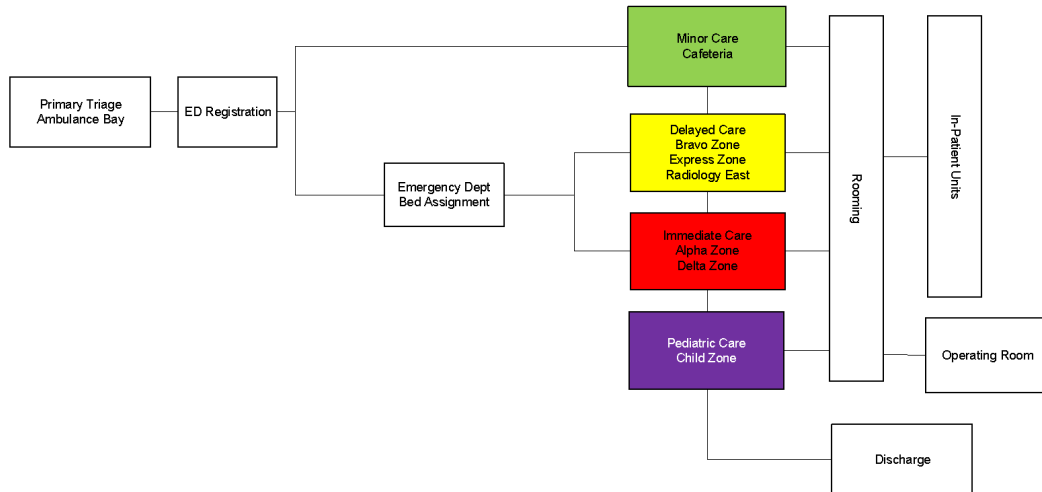 Primary Triage
Ambulance Bay
ED Registration
Emergency Dept
Bed Assignment
Minor Care
Cafeteria
Delayed Care
Bravo Zone
Express Zone
Radiology East
Immediate Care
Alpha Zone
Delta Zone
Pediatric Care
Child Zone
Rooming
In-Patient Units
Operating Room
Discharge